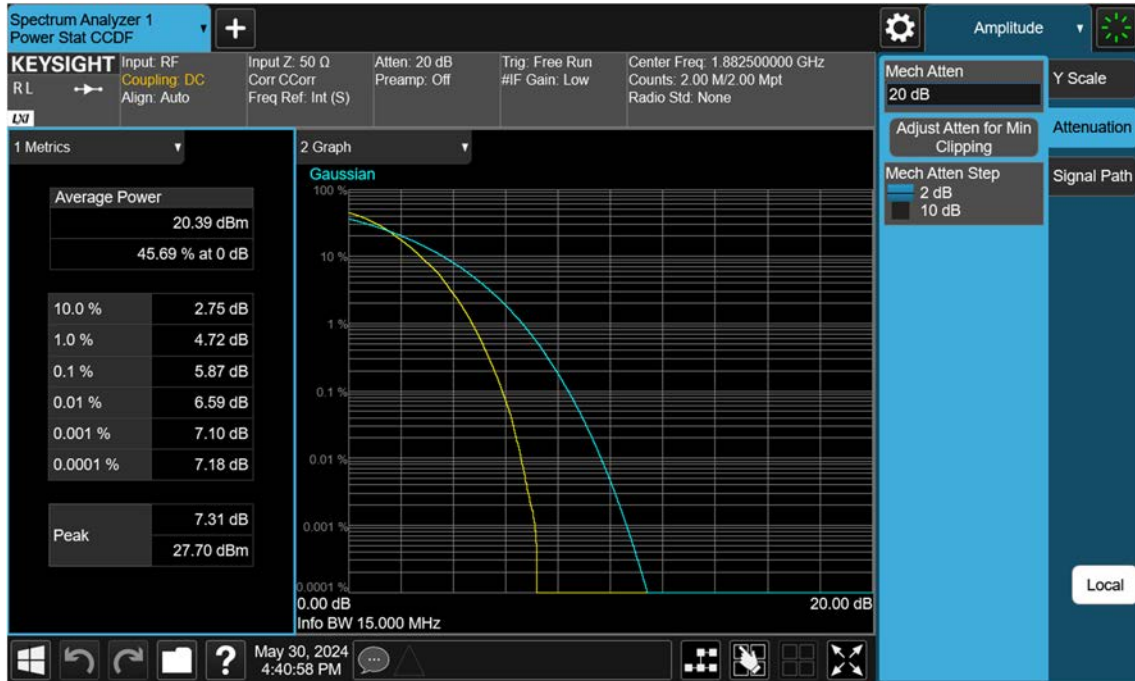 Spectrum Analyzer 1
Power Stat CCDF
+
Amplitude
KEYSIGHT
R L
LXI
Input: RF
Coupling: DC
Align: Auto
Input Z: 50 Ω
Corr CCorr
Freq Ref: Int (S)
Atten: 20 dB
Preamp: Off
Trig: Free Run
#IF Gain: Low
Center Freq: 1.882500000 GHz
Counts: 2.00 M/2.00 Mpt
Radio Std: None
Mech Atten
20 dB
Adjust Atten for Min
Clipping
Mech Atten Step
2 dB
10 dB
Y Scale
Attenuation
Signal Path
Local
1 Metrics
Average Power
20.39 dBm
45.69 % at 0 dB
10.0 % 2.75 dB
1.0 % 4.72 dB
0.1 % 5.87 dB
0.01 % 6.59 dB
0.001 % 7.10 dB
0.0001 % 7.18 dB
Peak
7.31 dB
27.70 dBm
2 Graph
Gaussian
100 %
10 %
1 %
0.1 %
0.01 %
0.001 %
0.0001 %
0.00 dB 20.00 dB
Info BW 15.000 MHz
?
May 30, 2024
4:40:58 PM